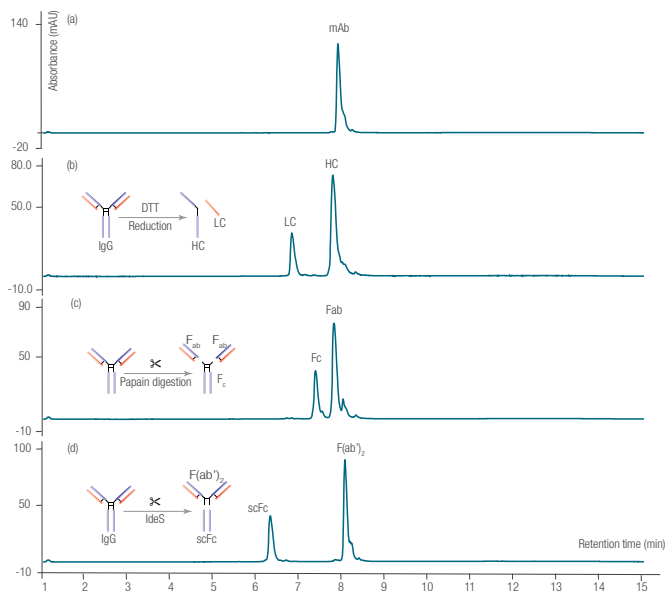 140
Absorbance (mAU)
(a)
mAb
-20
80.0
(b)
HC
50.0
DTT
Reduction
LC
LC
IgG
HC
-10.0
90
(c)
Fab
Fab
Fab
50
Fc
Papain digestion
Fc
-10
100
(d)
F(ab')2
F(ab')2
50
scFc
IdeS
IgG
scFc
Retention time (min)
-10
1 2 3 4 5 6 7 8 9 10 11 12 13 14 15